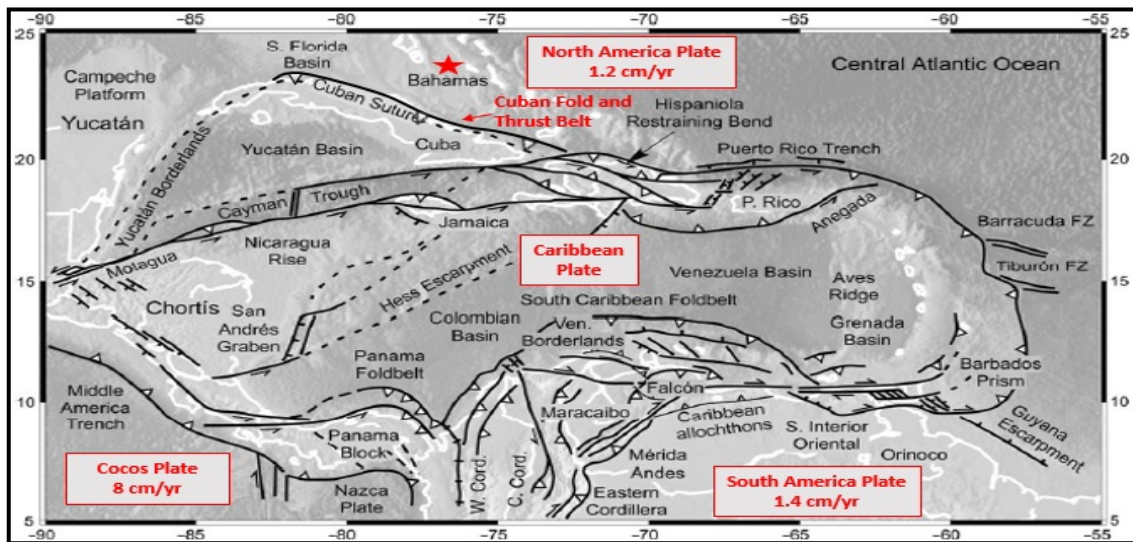 -90 -85 -80 -75 -70 -65 -60 -55
25 25
S. Florida
Basin
North America Plate
1.2 cm/yr
Central Atlantic Ocean
Campeche
Platform
Bahamas
Cuban Suture
Cuban Fold and
Thrust Belt
Hispaniola
Restraining Bend
Yucatán
Yucatán Borderlands
Yucatán Basin
Cuba
Puerto Rico Trench
20 20
Cayman Trough
Jamaica
P. Rico
Anegada
Barracuda FZ
Motagua
Nicaragua
Rise
Caribbean
Plate
Tiburón FZ
15 15
Hess Escarpment
Venezuela Basin
Aves
Ridge
Chortís
San
Andrés
Graben
Colombian
Basin
South Caribbean Foldbelt
Ven.
Borderlands
Grenada
Basin
Panama
Foldbelt
Barbados
Prism
Middle
America
Trench
Falcón
10 10
Maracaibo
Caribbean
allochthons
S. Interior
Oriental
Guyana
Escarpment
Panama
Block
W. Cord.
C. Cord.
Mérida
Andes
Orinoco
Cocos Plate
8 cm/yr
Nazca
Plate
Eastern
Cordillera
South America Plate
1.4 cm/yr
5 5
-90 -85 -80 -75 -70 -65 -60 -55